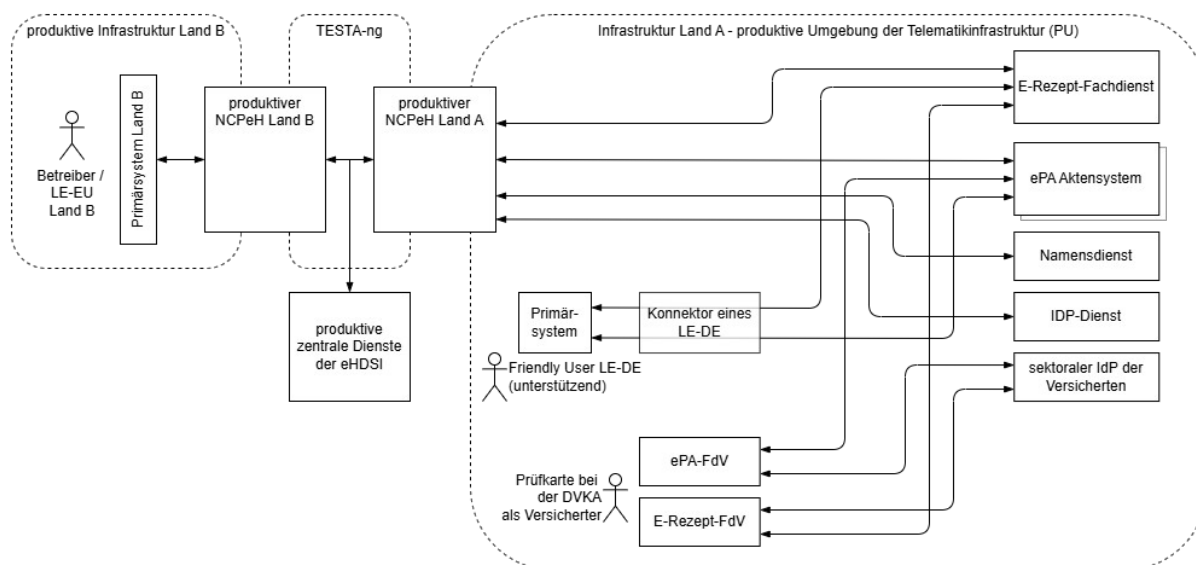 produktive Infrastruktur Land B
TESTA-ng
Infrastruktur Land A - produktive Umgebung der Telematikinfrastruktur (PU)
Betreiber /
LE-EU
Land B
Primärsystem Land B
produktiver
NCPeH Land B
produktiver
NCPeH Land A
E-Rezept-Fachdienst
ePA Aktensystem
Namensdienst
IDP-Dienst
sektoraler IdP der
Versicherten
produktive
zentrale Dienste
der eHDSI
Primär-
system
Konnektor eines
LE-DE
Friendly User LE-DE
(unterstützend)
ePA-FdV
Prüfkarte bei
der DVKA
als Versicherter
E-Rezept-FdV